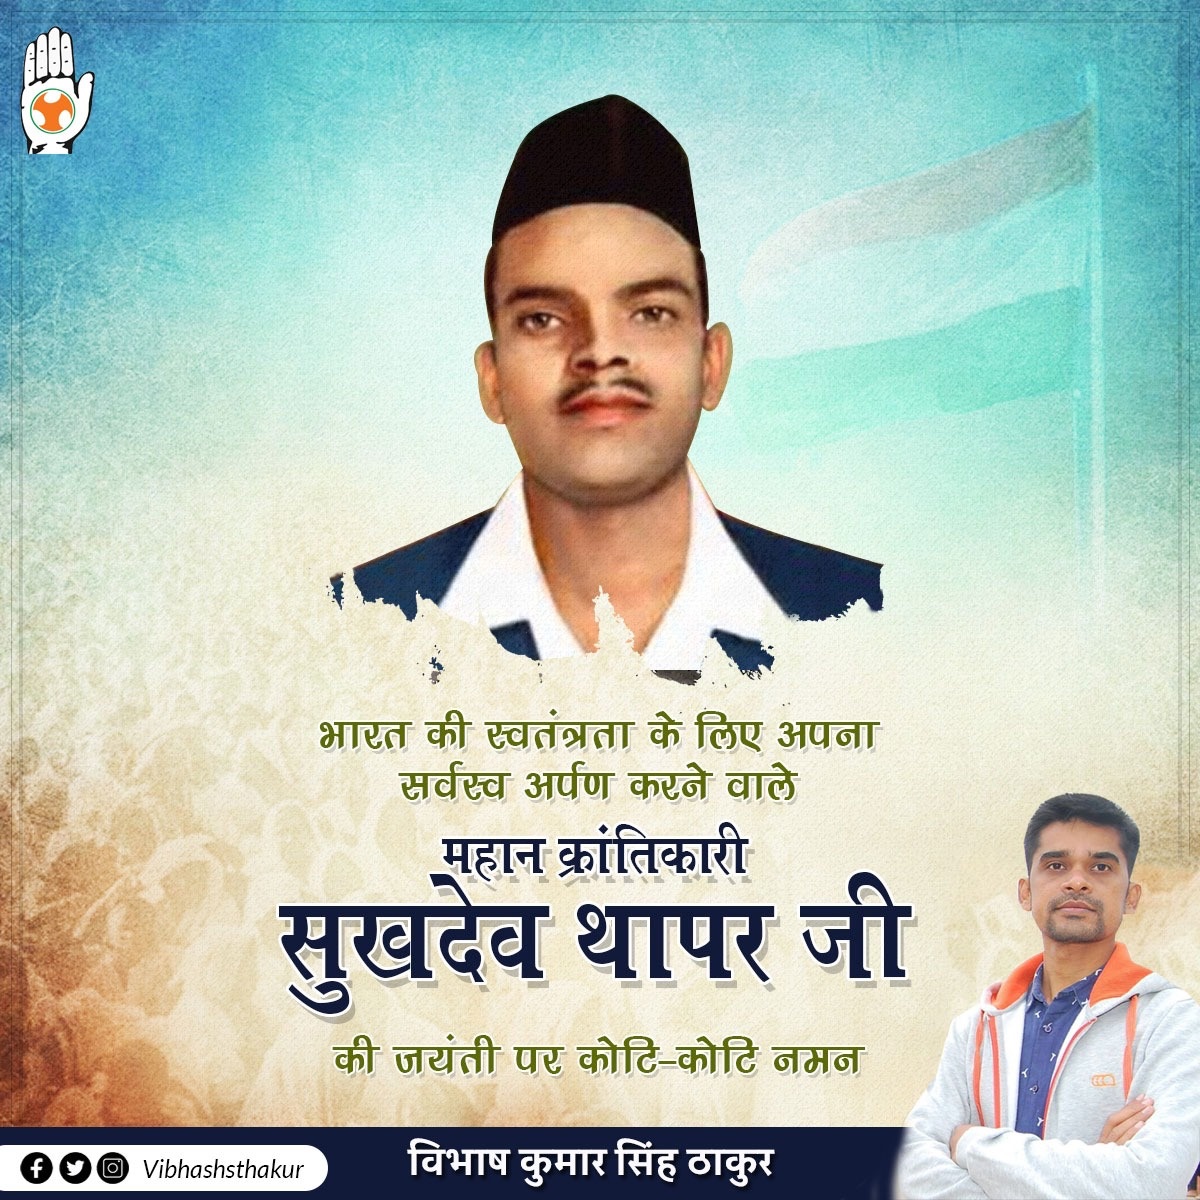 भारत की स्वतंत्रता के लिए अपना
सर्वस्व अर्पण करने वाले
महान क्रांतिकारी
सुखदेव थापर जी
की जयंती पर कोटि-कोटि नमन
विभाष कुमार सिंह ठाकुर
Vibhashsthakur